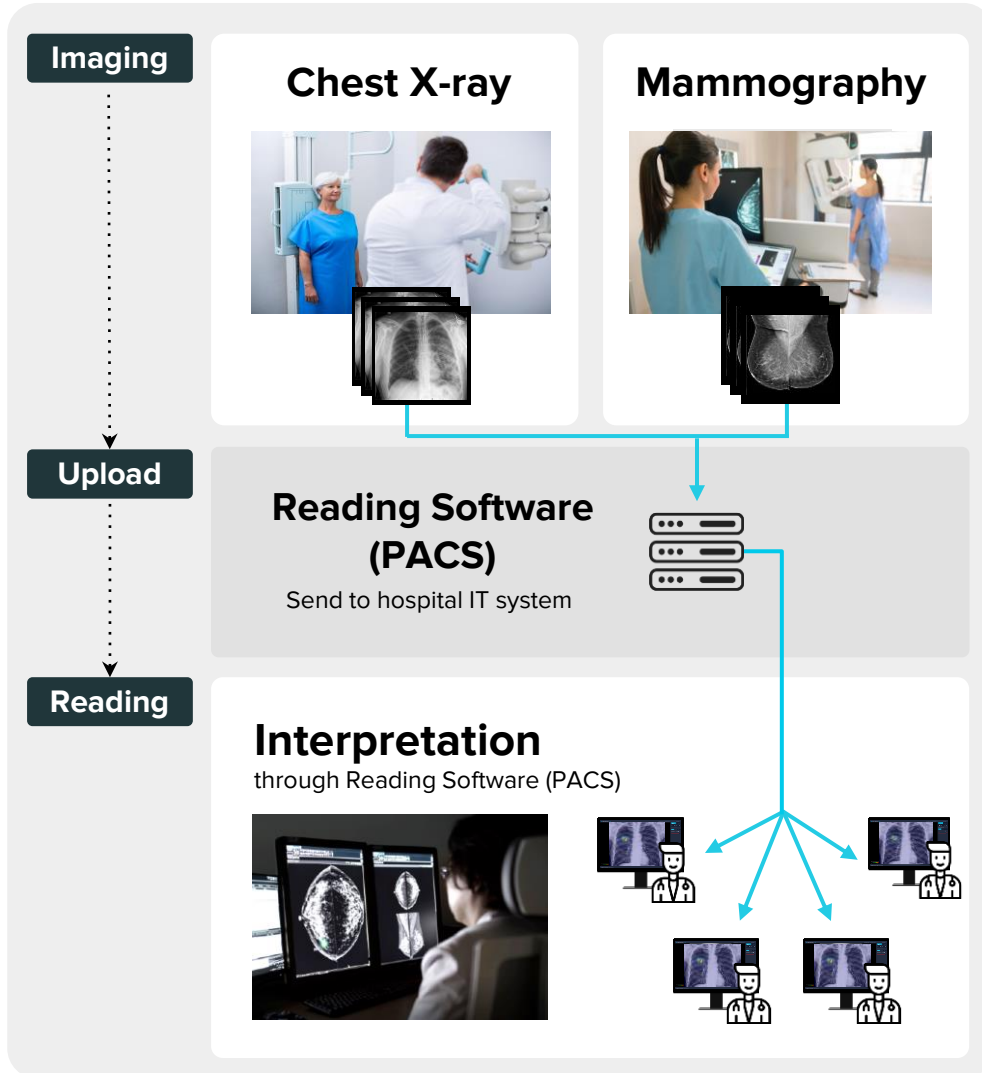 Imaging
Chest X-ray
Mammography
Upload
Reading Software
(PACS)
Send to hospital IT system
Reading
Interpretation
through Reading Software (PACS)